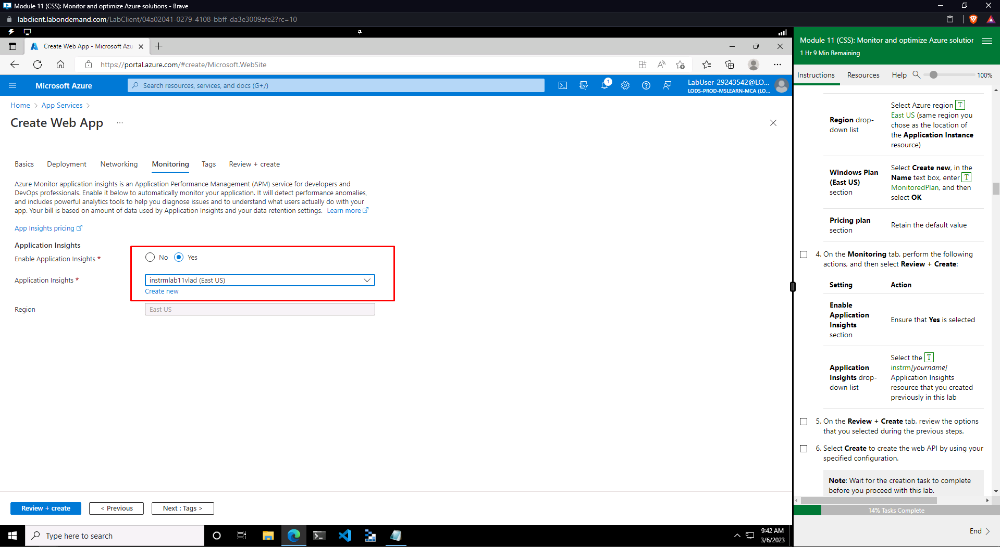 Module 11 (CSS): Monitor and optimize Azure solutions - Brave
labclient.labondemand.com/LabClient/04a02041-0279-4108-bbff-da3e3009afe2?rc=10
Create Web App - Microsoft Azu
https://portal.azure.com/#create/Microsoft.WebSite
Microsoft Azure
Search resources, services, and docs (G+/)
1
LabUser-29243542@LO...
LODS-PROD-MSLEARN-MCA (LO...
Home > App Services >
Create Web App ...
Basics
Deployment
Networking
Monitoring
Tags
Review + create
Azure Monitor application insights is an Application Performance Management (APM) service for developers and
DevOps professionals. Enable it below to automatically monitor your application. It will detect performance anomalies,
and includes powerful analytics tools to help you diagnose issues and to understand what users actually do with your
app. Your bill is based on amount of data used by Application Insights and your data retention settings. Learn more
App Insights pricing
Application Insights
Enable Application Insights *
No
Yes
Application Insights *
instrmlab11vlad (East US)
Create new
Region
East US
Review + create
< Previous
Next : Tags >
Type here to search
9:42 AM
3/6/2023
Module 11 (CSS): Monitor and optimize Azure solution
1 Hr 9 Min Remaining
Instructions
Resources
Help
100%
Region drop-
down list
Select Azure region T
East US (same region you
chose as the location of
the Application Instance
resource)
Windows Plan
(East US)
section
Select Create new, in the
Name text box, enter T
MonitoredPlan, and then
select OK
Pricing plan
section
Retain the default value
4. On the Monitoring tab, perform the following
actions, and then select Review + Create:
Setting
Action
Enable
Application
Insights
section
Ensure that Yes is selected
Application
Insights drop-
down list
Select the T
instrm[yourname]
Application Insights
resource that you created
previously in this lab
5. On the Review + Create tab, review the options
that you selected during the previous steps.
6. Select Create to create the web API by using your
specified configuration.
Note: Wait for the creation task to complete
before you proceed with this lab.
14% Tasks Complete
End >